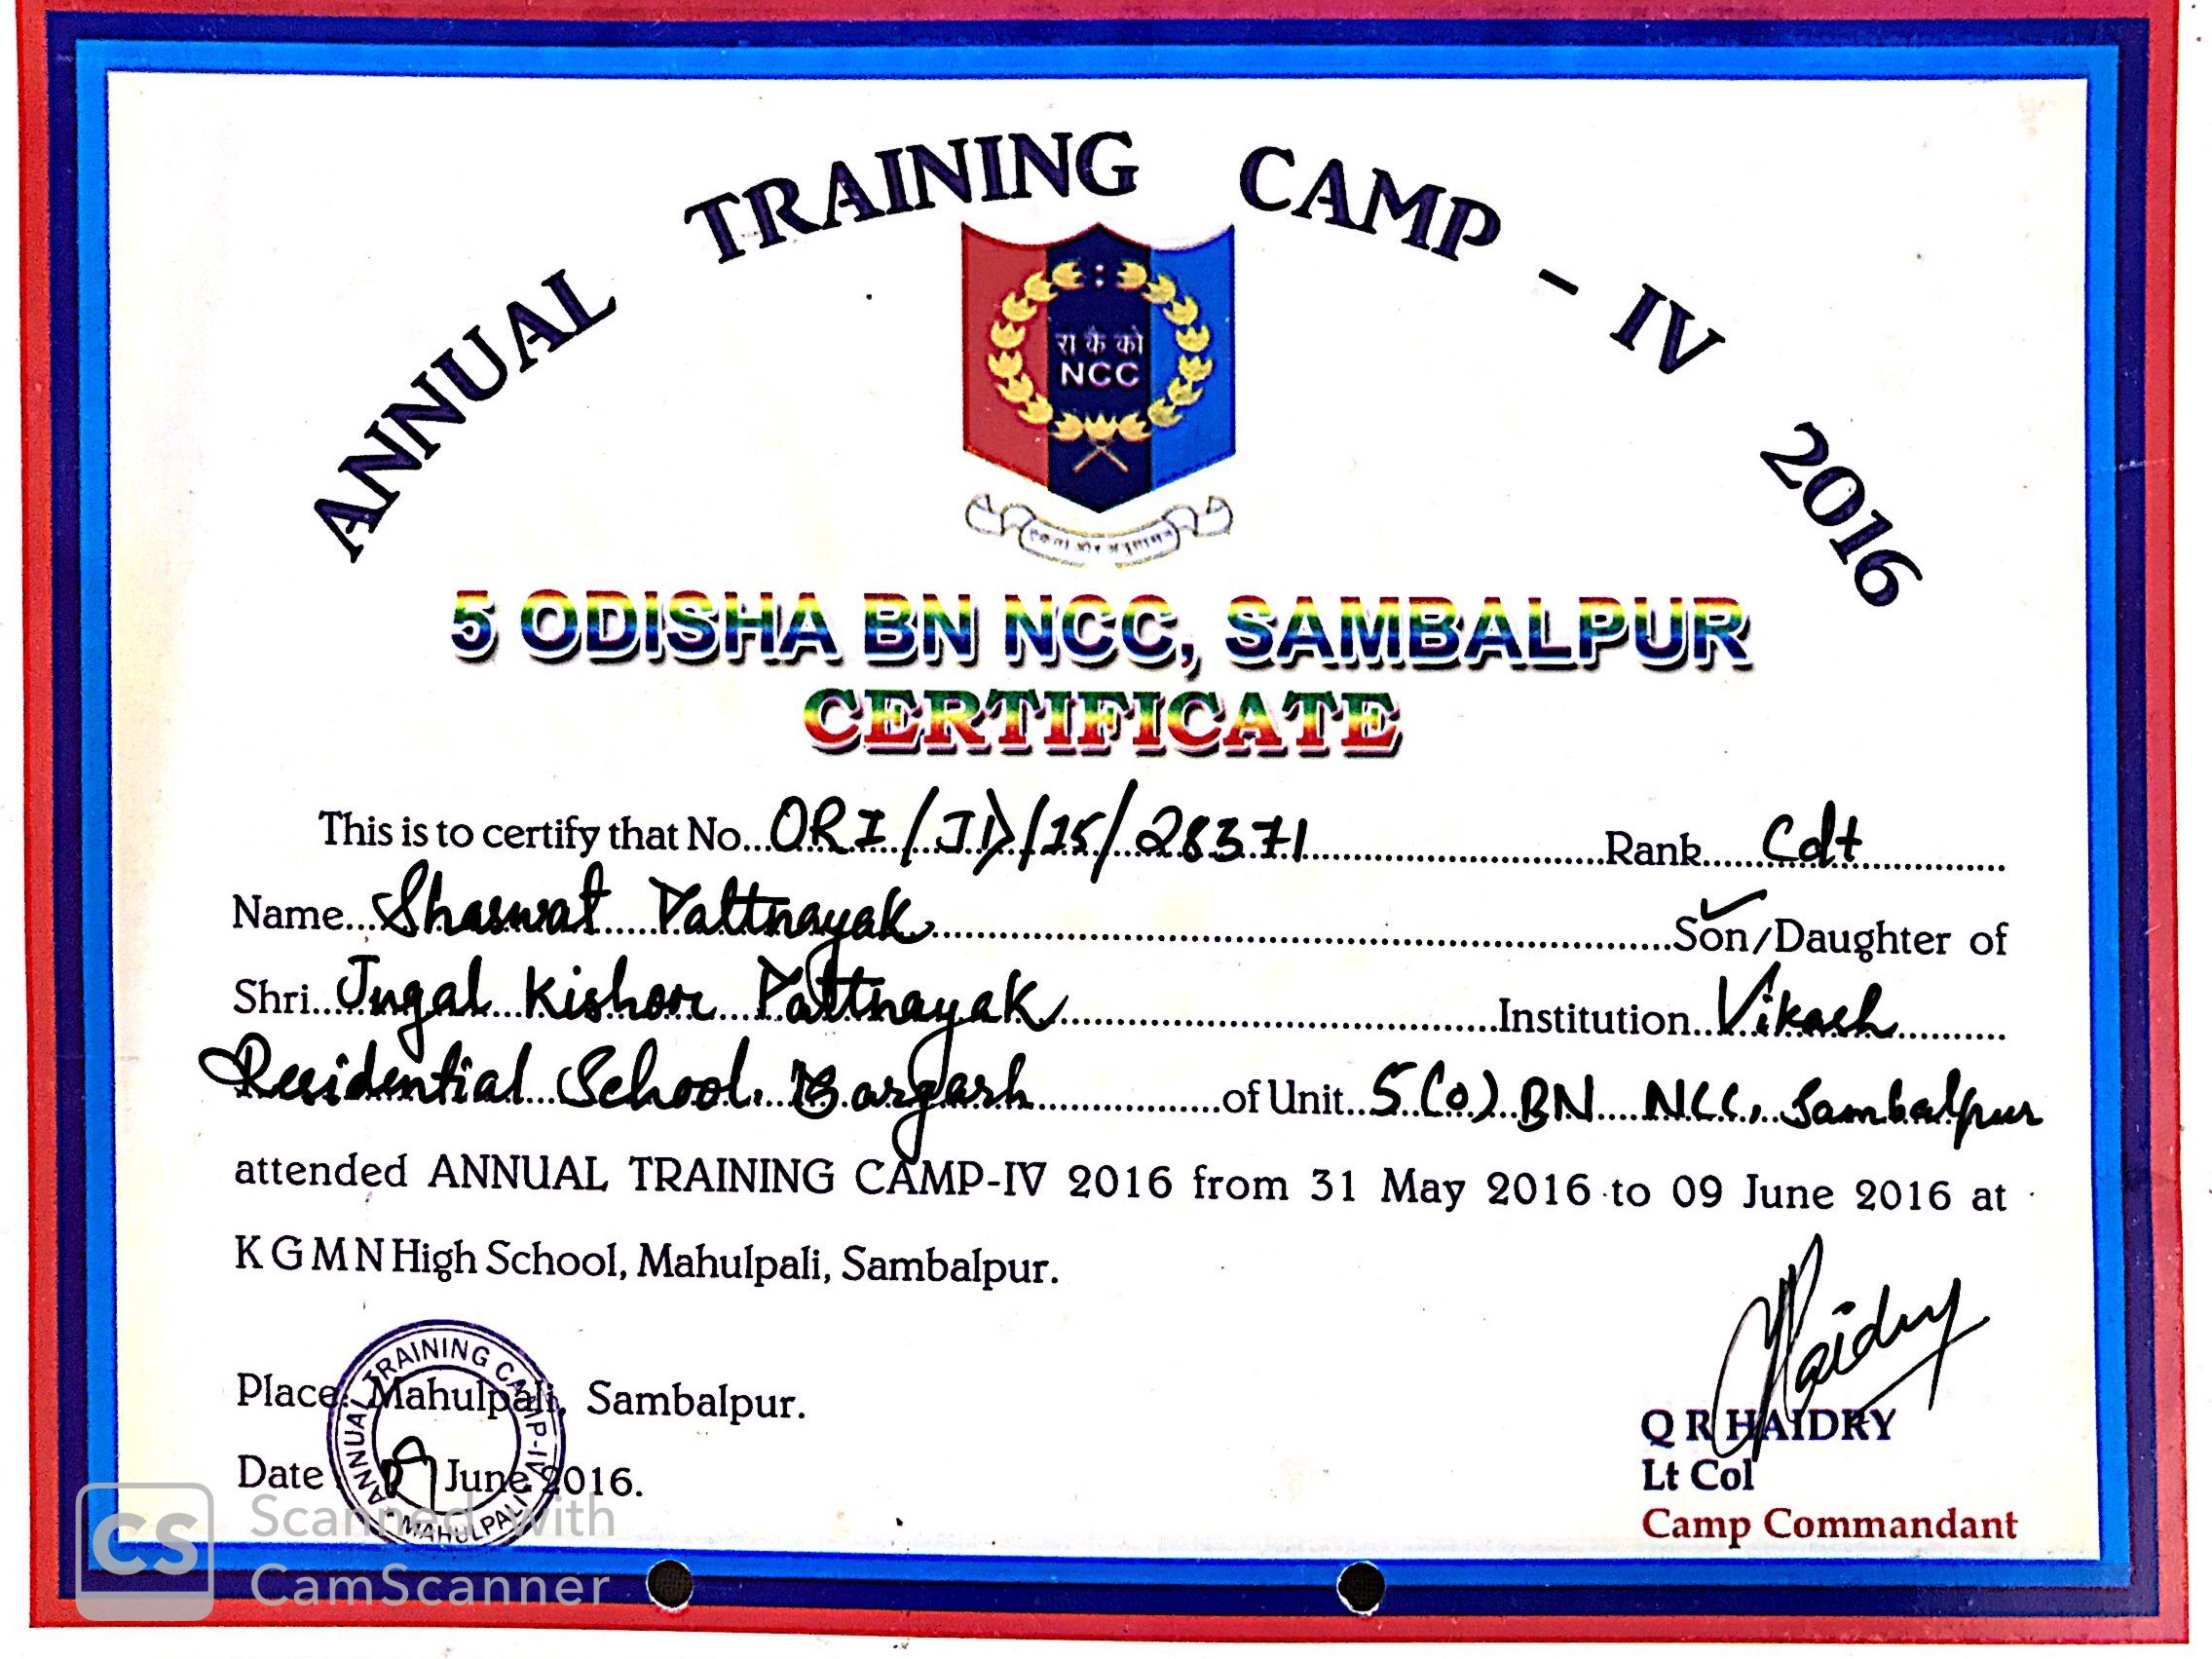 ANNUAL TRAINING CAMP - IV 2016
रा कै को
NCC
एकता और अनुशासन
5 ODISHA BN NCC, SAMBALPUR
CERTIFICATE
This is to certify that No...ORI/JD/15/28371...Rank...Cdt...
Name...Shaswat Pattnayak...Son/Daughter of
Shri...Jugal Kishor Pattnayak...Institution...Vikash...
Residential School, Bargarh...of Unit...5(O) BN NCC, Sambalpur
attended ANNUAL TRAINING CAMP-IV 2016 from 31 May 2016 to 09 June 2016 at
K G M N High School, Mahulpali, Sambalpur.
Place: Mahulpali, Sambalpur.
Date 09 June 2016.
ANNUAL TRAINING CAMP-IV
MAHULPALI
Haidry
Q R HAIDRY
Lt Col
Camp Commandant
CS
Scanned with
CamScanner